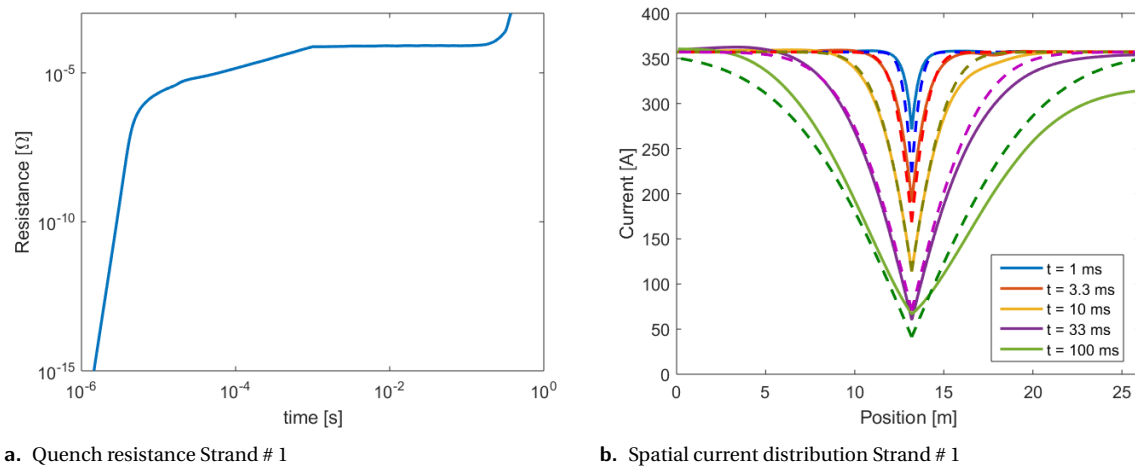 Resistance [Ω]
10⁻⁵
10⁻¹⁰
10⁻¹⁵
10⁻⁶
10⁻⁴
10⁻²
10⁰
time [s]
a. Quench resistance Strand # 1
Current [A]
400
350
300
250
200
150
100
50
0
0
5
10
15
20
25
Position [m]
t = 1 ms
t = 3.3 ms
t = 10 ms
t = 33 ms
t = 100 ms
b. Spatial current distribution Strand # 1